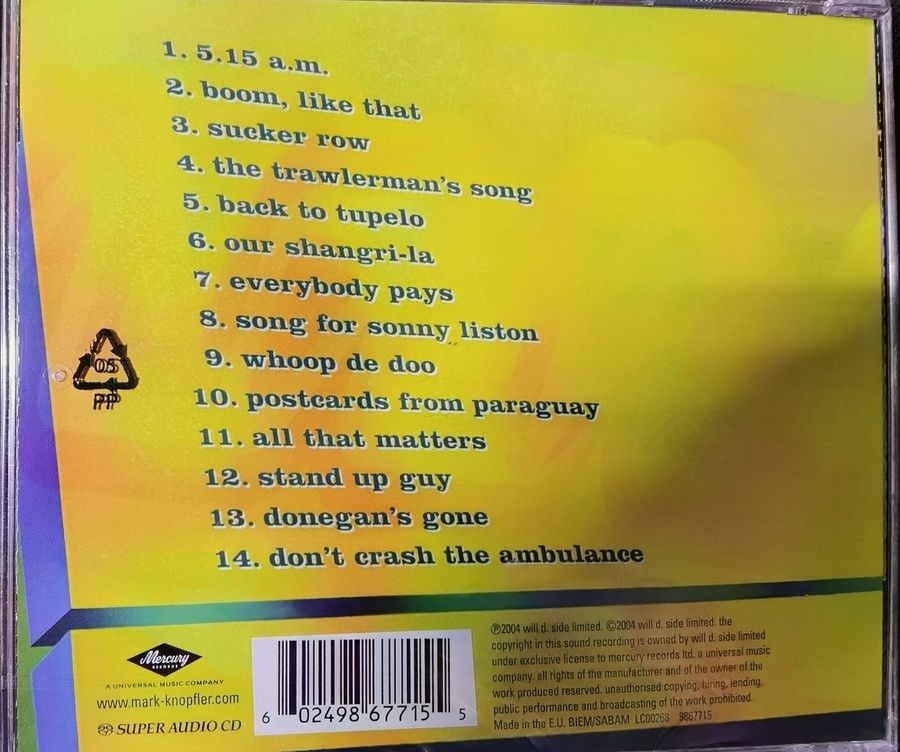 1. 5.15 a.m.
2. boom, like that
3. sucker row
4. the trawlerman's song
5. back to tupelo
6. our shangri-la
7. everybody pays
8. song for sonny liston
9. whoop de doo
10. postcards from paraguay
11. all that matters
12. stand up guy
13. donegan's gone
14. don't crash the ambulance
05
PP
Mercury
RECORDS
A UNIVERSAL MUSIC COMPANY
www.mark-knopfler.com
SUPER AUDIO CD
6 02498 67715 5
℗2004 will d. side limited. ©2004 will d. side limited. the
copyright in this sound recording is owned by will d. side limited
under exclusive license to mercury records ltd. a universal music
company. all rights of the manufacturer and of the owner of the
work produced reserved. unauthorised copying, hiring, lending,
public performance and broadcasting of the work prohibited.
Made in the E.U. BIEM/SABAM LC00268 9867715